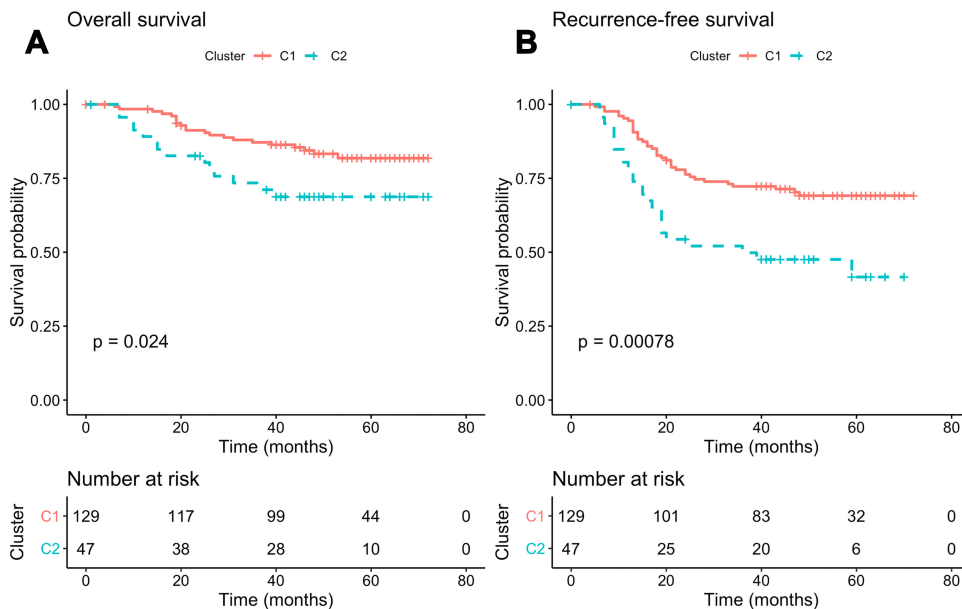 A
Overall survival
Cluster C1 C2
1.00
0.75
0.50
0.25
0.00
Survival probability
p = 0.024
0 20 40 60 80
Time (months)
Number at risk
Cluster
C1 129 117 99 44 0
C2 47 38 28 10 0
0 20 40 60 80
Time (months)
B
Recurrence-free survival
Cluster C1 C2
1.00
0.75
0.50
0.25
0.00
Survival probability
p = 0.00078
0 20 40 60 80
Time (months)
Number at risk
Cluster
C1 129 101 83 32 0
C2 47 25 20 6 0
0 20 40 60 80
Time (months)